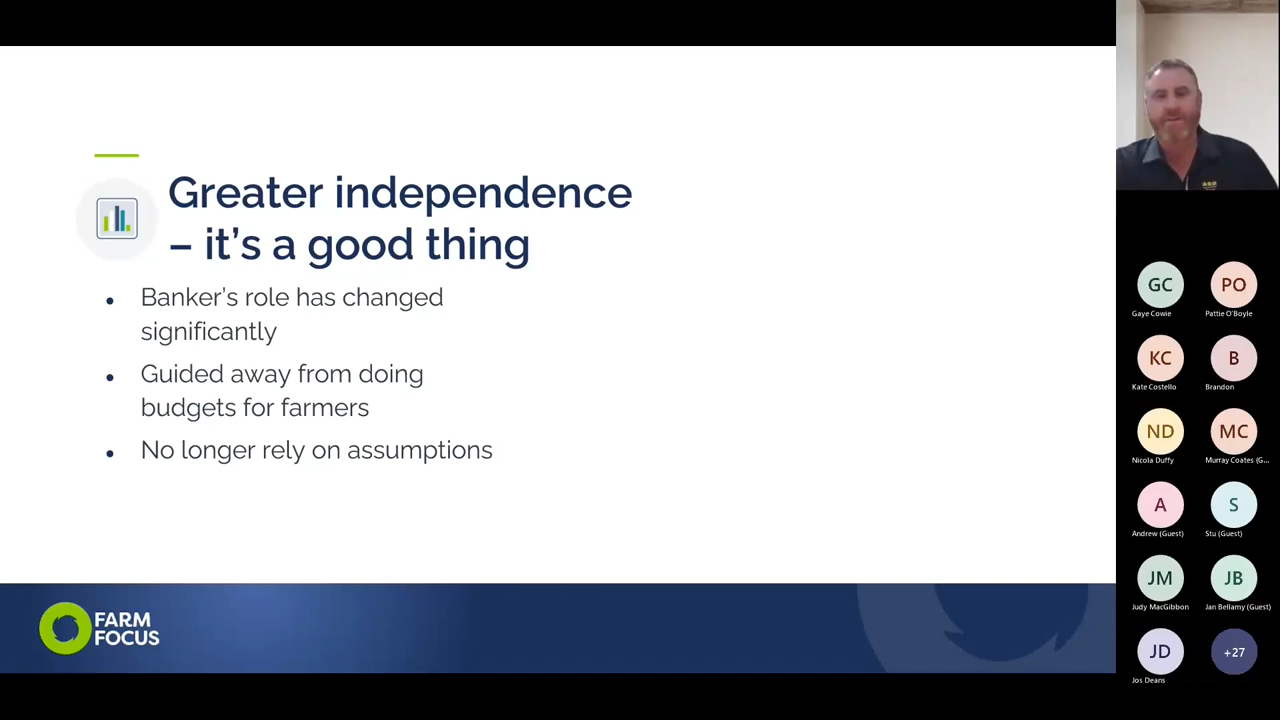 Greater independence
– it's a good thing
• Banker's role has changed
significantly
• Guided away from doing
budgets for farmers
• No longer rely on assumptions
FARM
FOCUS
GC
Gaye Cowie
PO
Pattie O'Boyle
KC
Kate Costello
B
Brandon
ND
Nicola Duffy
MC
Murray Coates (G...
A
Andrew (Guest)
S
Stu (Guest)
JM
Judy MacGibbon
JB
Jan Bellamy (Guest)
JD
Jos Deans
+27